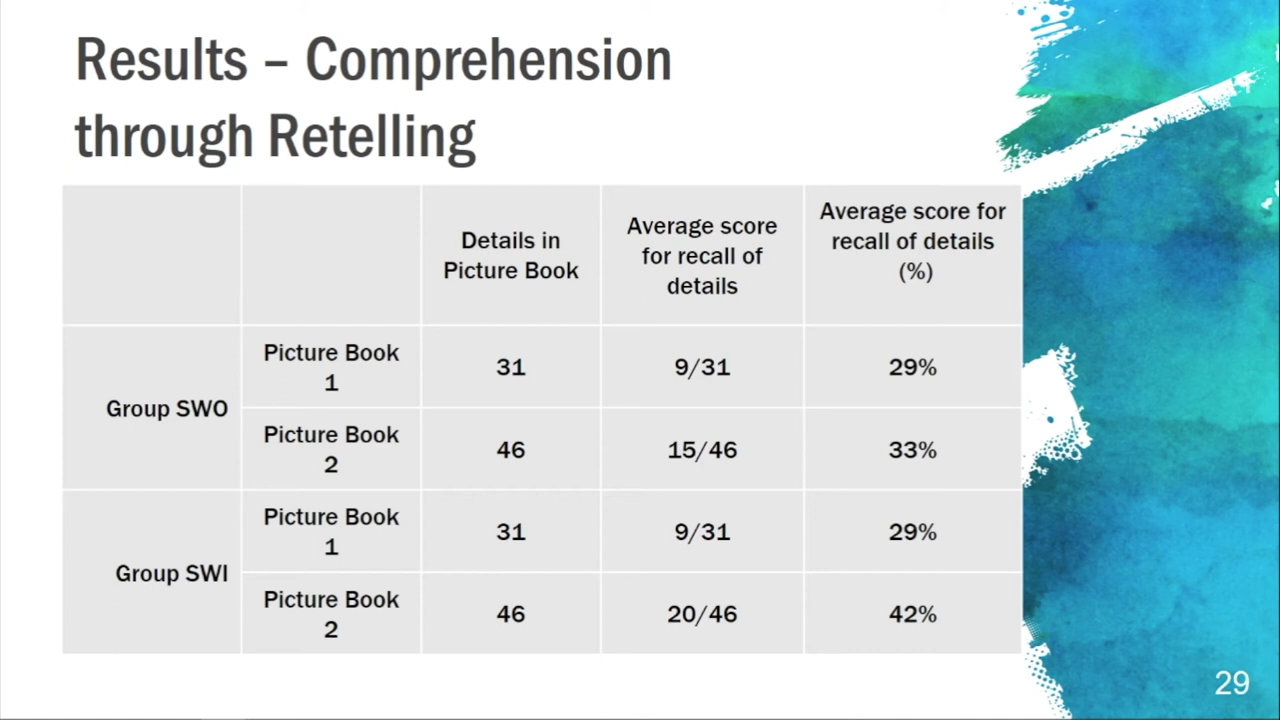 Results – Comprehension
through Retelling
Details in
Picture Book
Average score
for recall of
details
Average score for
recall of details
(%)
Group SWO
Picture Book
1
31
9/31
29%
Picture Book
2
46
15/46
33%
Group SWI
Picture Book
1
31
9/31
29%
Picture Book
2
46
20/46
42%
29